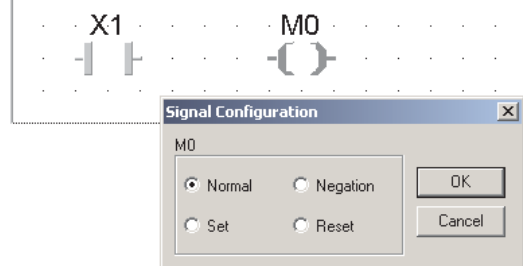 X1 M0
Signal Configuration
M0
Normal Negation OK
Set Reset Cancel